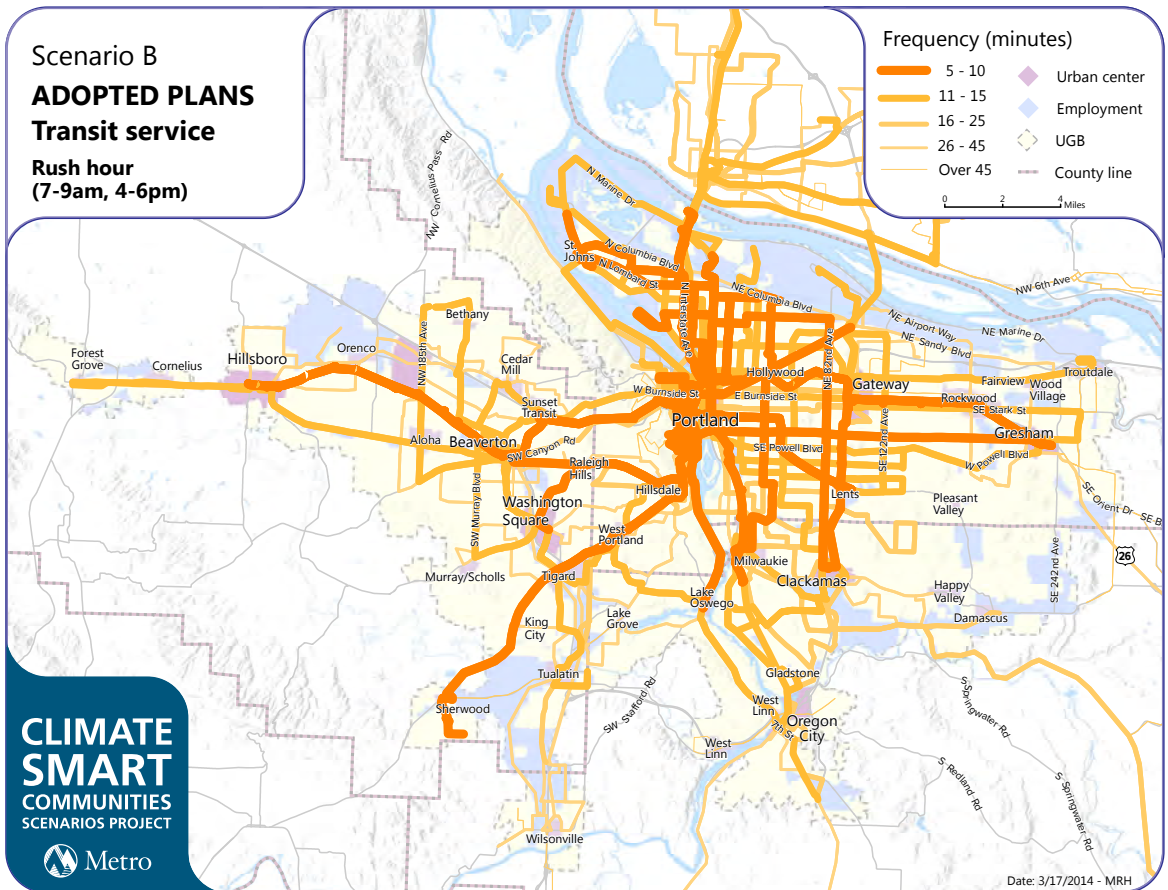 Scenario B
ADOPTED PLANS
Transit service
Rush hour
(7-9am, 4-6pm)
Frequency (minutes)
5 - 10
11 - 15
16 - 25
26 - 45
Over 45
Urban center
Employment
UGB
County line
0 2 4
Miles
NW Cornelius Pass Rd
N Marine Dr
St.
Johns
N Columbia Blvd
N Lombard St
N Interstate Ave
NE Columbia Blvd
NW 6th Ave
NE Airport Way
NE Marine Dr
NE Sandy Blvd
NE 82nd Ave
Bethany
NW 185th Ave
Orenco
Cedar
Mill
Forest
Grove
Cornelius
Hillsboro
Hollywood
Gateway
Fairview
Wood
Village
Troutdale
Rockwood
SE Stark St
W Burnside St
E Burnside St
Sunset
Transit
Portland
Gresham
Aloha
Beaverton
SW Canyon Rd
SE Powell Blvd
SE 122nd Ave
W Powell Blvd
Raleigh
Hills
Hillsdale
Lents
SE Orient Dr
SE B
SW Murray Blvd
Washington
Square
Pleasant
Valley
West
Portland
Milwaukie
26
Murray/Scholls
Tigard
Clackamas
SE 242nd Ave
Lake
Oswego
Happy
Valley
Lake
Grove
Damascus
King
City
Tualatin
Gladstone
SW Stafford Rd
S Springwater Rd
Sherwood
West
Linn
7th St
Oregon
City
West
Linn
S Redland Rd
S Springwater Rd
Wilsonville
CLIMATE
SMART
COMMUNITIES
SCENARIOS PROJECT
Metro
Date: 3/17/2014 - MRH